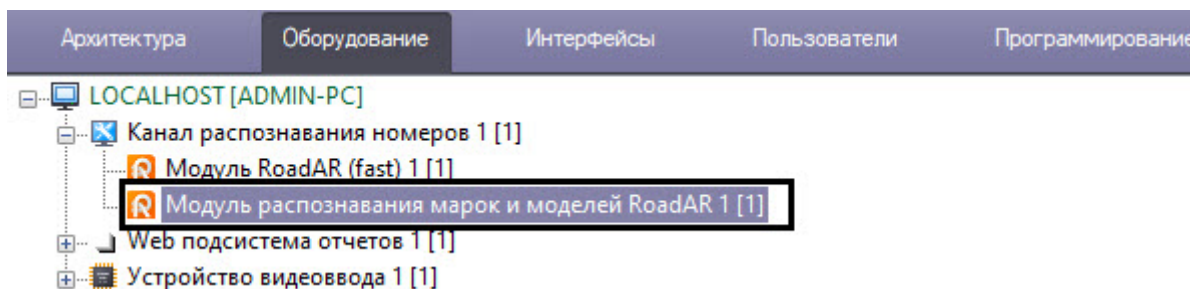 Архитектура Оборудование Интерфейсы Пользователи Программирование
LOCALHOST [ADMIN-PC]
Канал распознавания номеров 1 [1]
Модуль RoadAR (fast) 1 [1]
Модуль распознавания марок и моделей RoadAR 1 [1]
Web подсистема отчетов 1 [1]
Устройство видеоввода 1 [1]